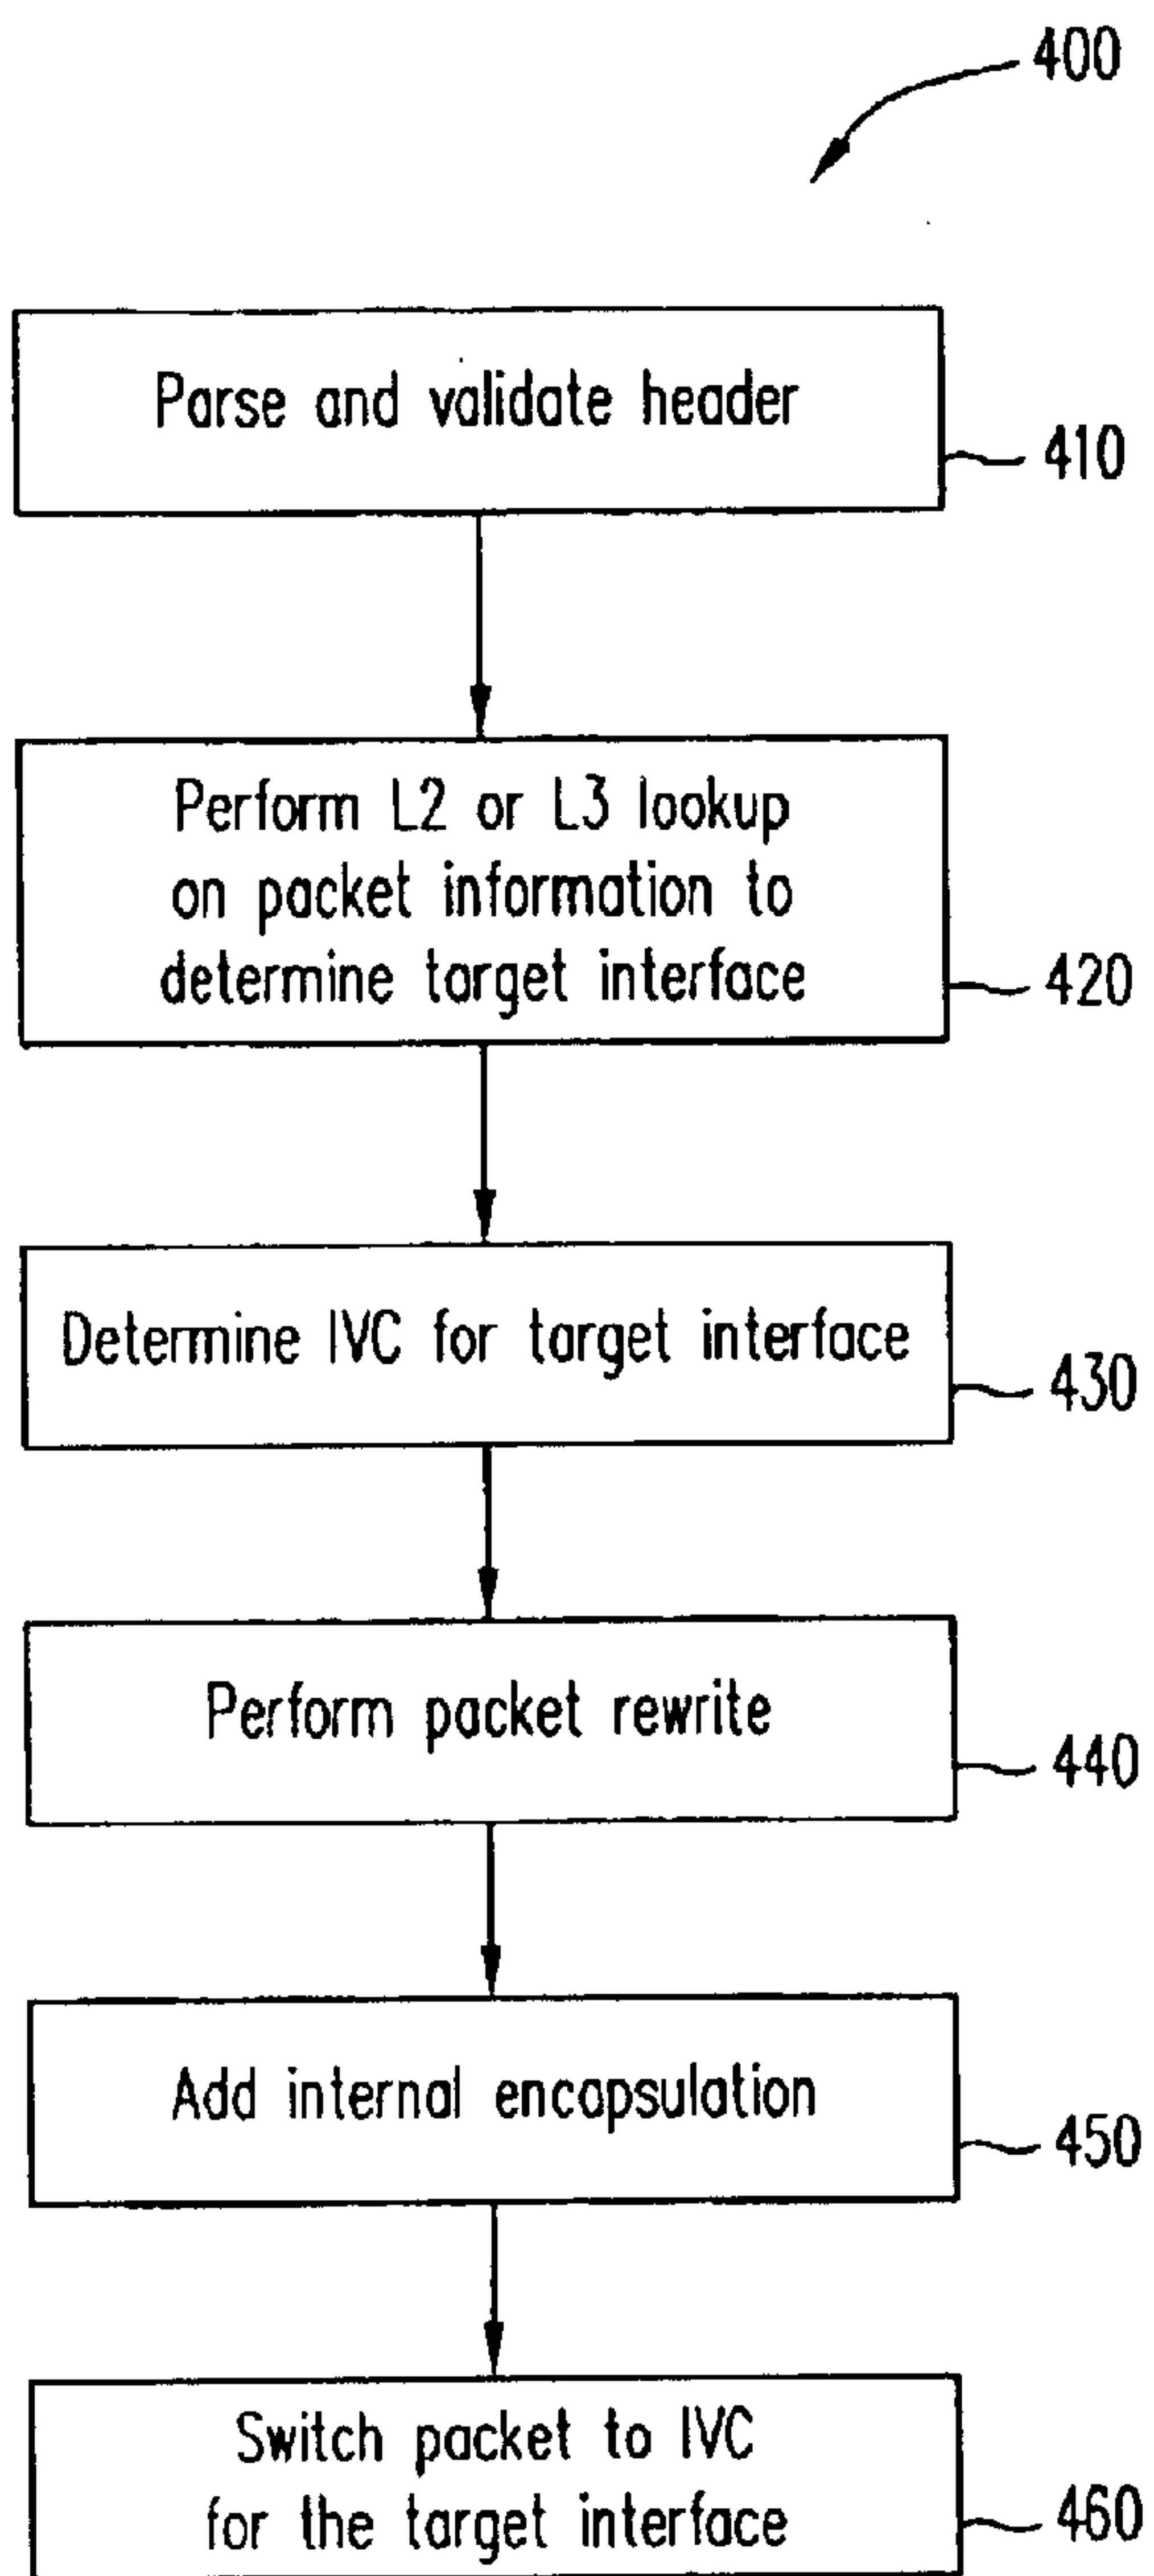 400
Parse and validate header
410
Perform L2 or L3 lookup
on packet information to
determine target interface
420
Determine IVC for target interface
430
Perform packet rewrite
440
Add internal encapsulation
450
Switch packet to IVC
for the target interface
460